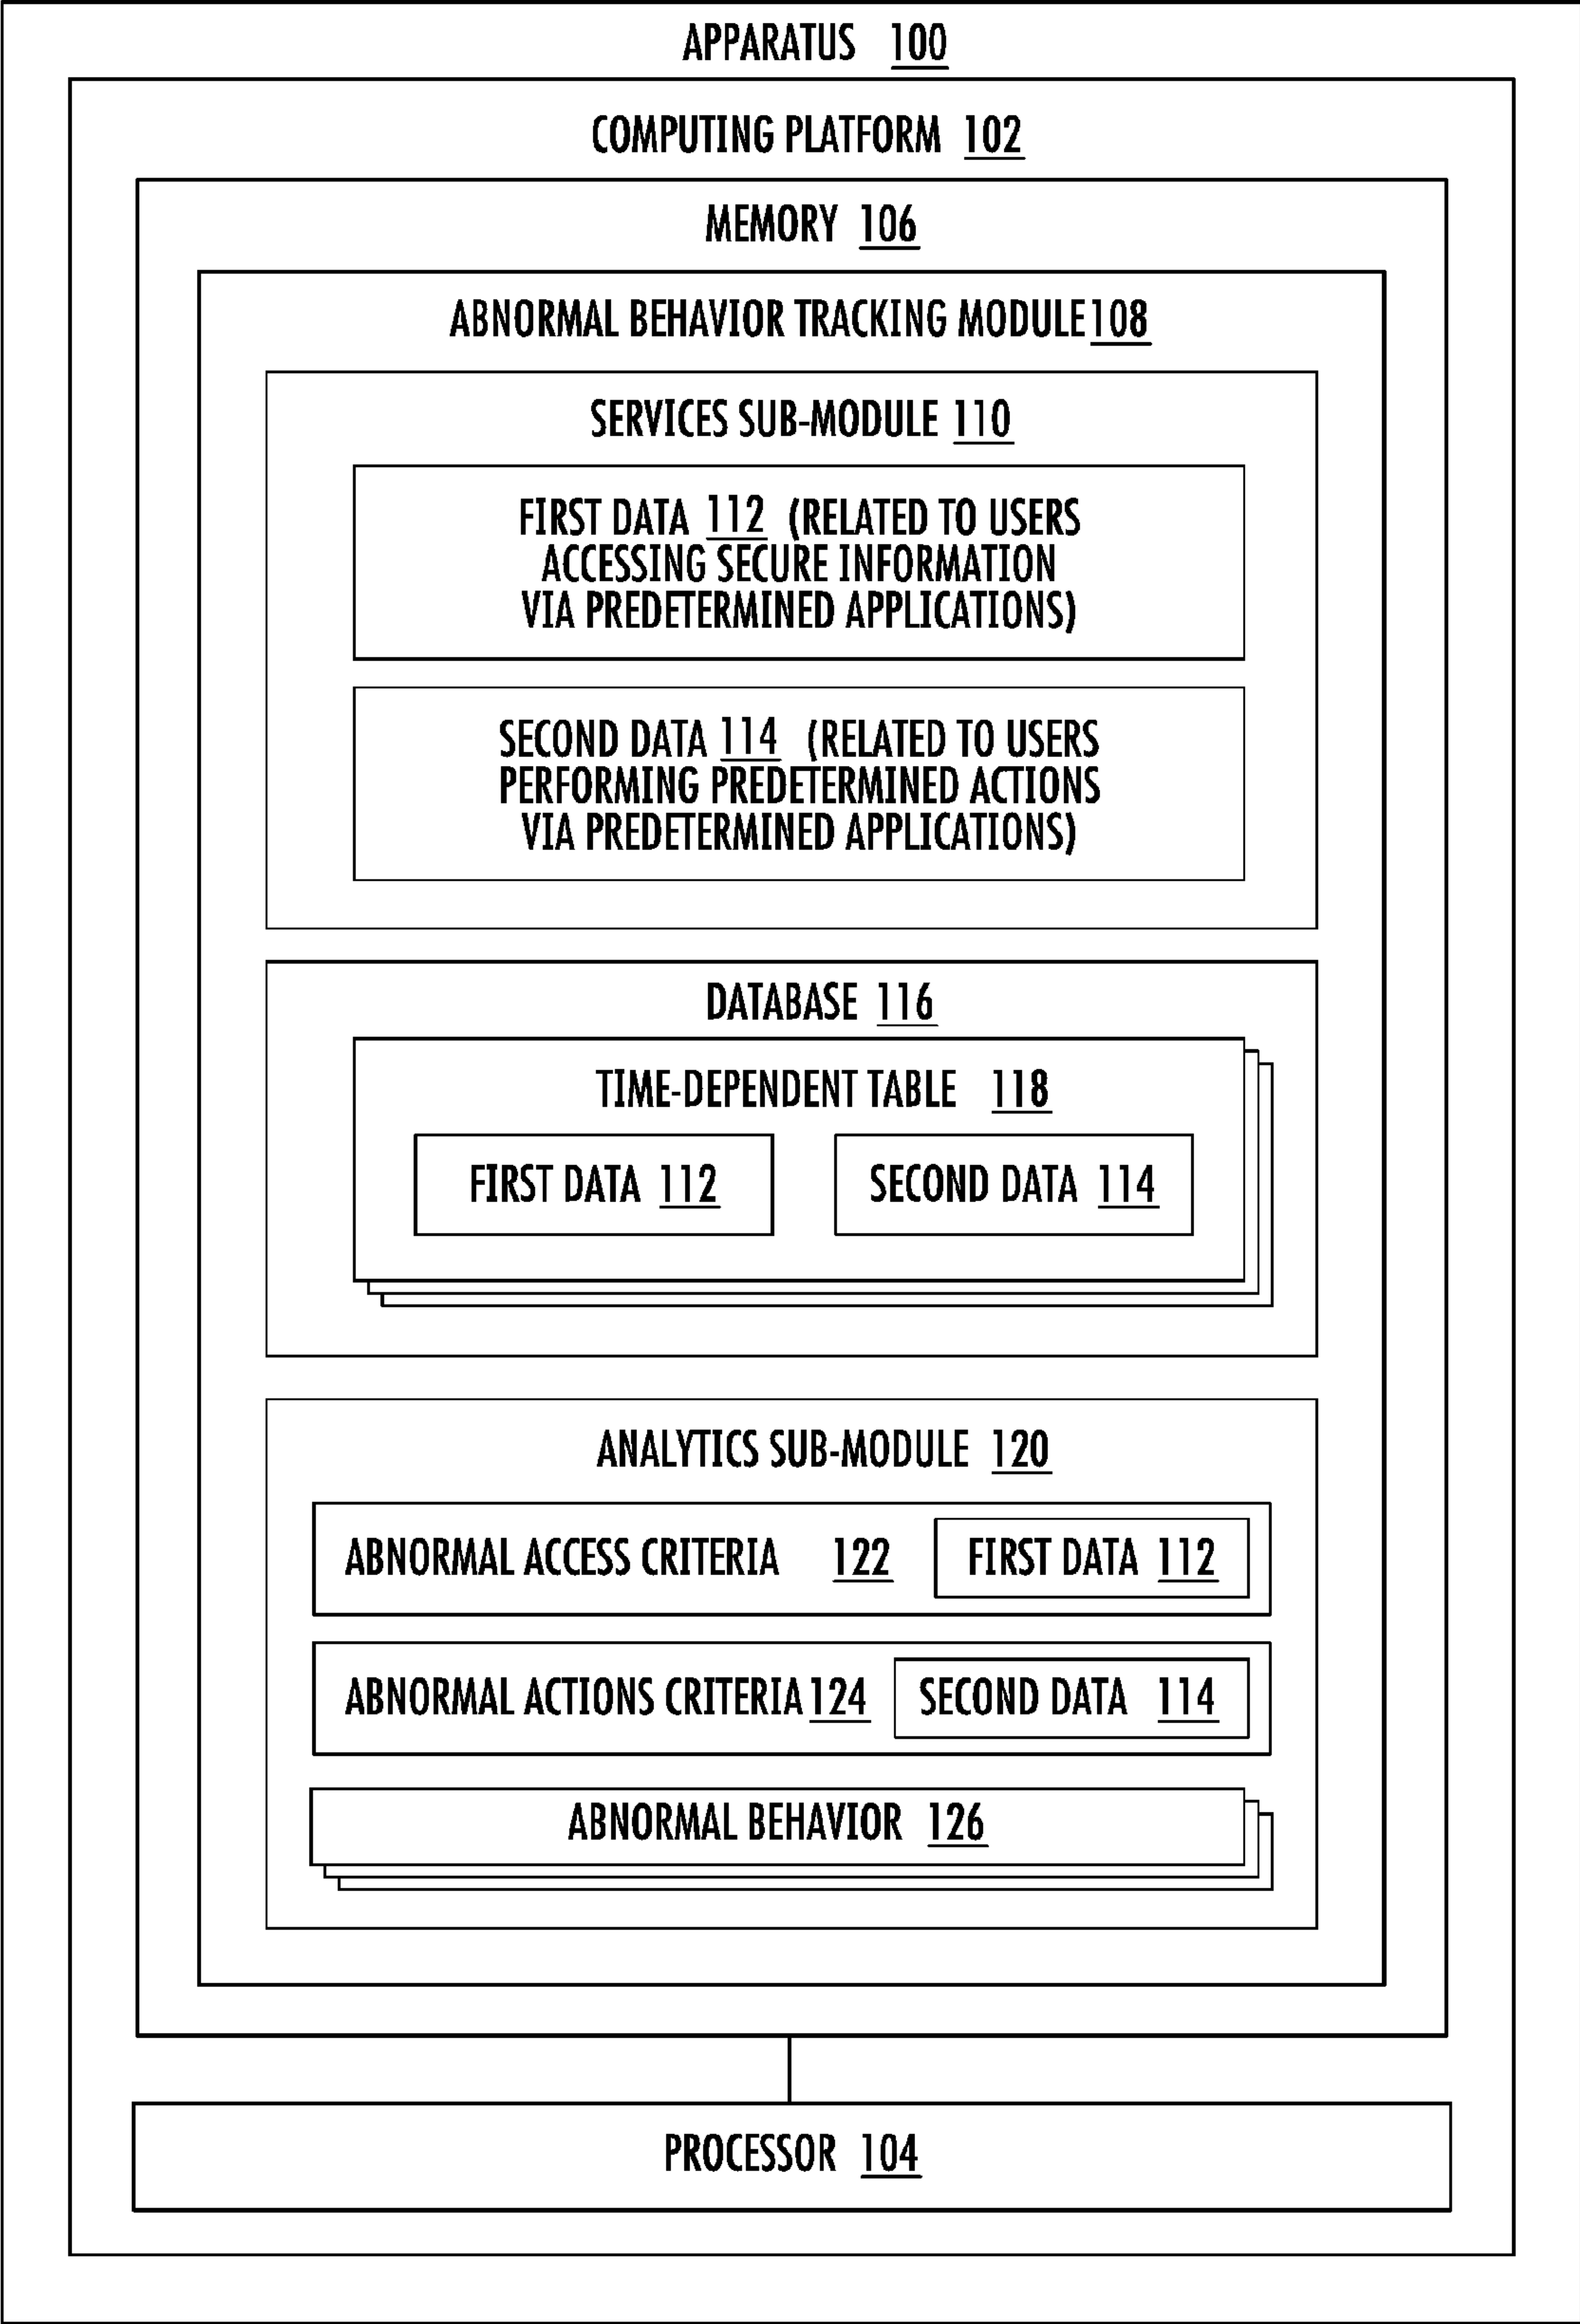 APPARATUS 100
COMPUTING PLATFORM 102
MEMORY 106
ABNORMAL BEHAVIOR TRACKING MODULE 108
SERVICES SUB-MODULE 110
FIRST DATA 112 (RELATED TO USERS
ACCESSING SECURE INFORMATION
VIA PREDETERMINED APPLICATIONS)
SECOND DATA 114 (RELATED TO USERS
PERFORMING PREDETERMINED ACTIONS
VIA PREDETERMINED APPLICATIONS)
DATABASE 116
TIME-DEPENDENT TABLE 118
FIRST DATA 112
SECOND DATA 114
ANALYTICS SUB-MODULE 120
ABNORMAL ACCESS CRITERIA 122
FIRST DATA 112
ABNORMAL ACTIONS CRITERIA 124
SECOND DATA 114
ABNORMAL BEHAVIOR 126
PROCESSOR 104